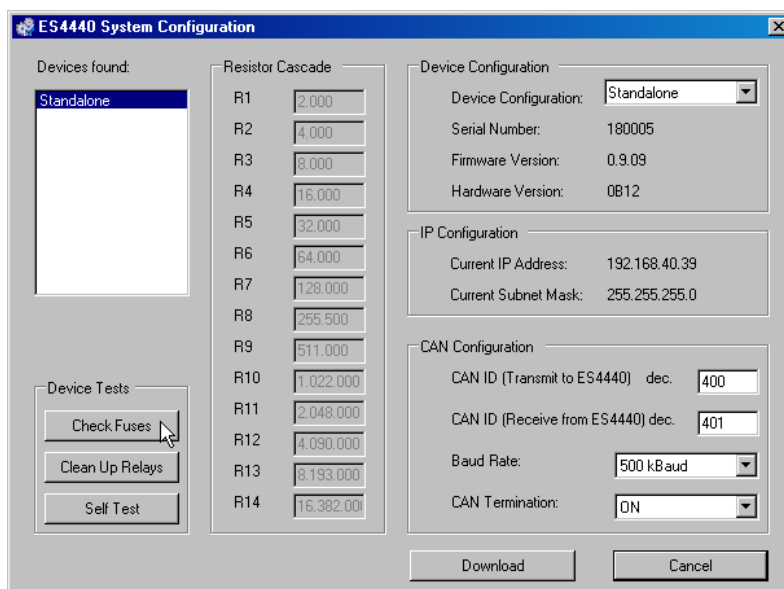 ES4440 System Configuration
Devices found:
Standalone
Device Tests
Check Fuses
Clean Up Relays
Self Test
Resistor Cascade
R1 2.000
R2 4.000
R3 8.000
R4 16.000
R5 32.000
R6 64.000
R7 128.000
R8 255.500
R9 511.000
R10 1.022.000
R11 2.048.000
R12 4.090.000
R13 8.193.000
R14 16.382.00
Device Configuration
Device Configuration: Standalone
Serial Number: 180005
Firmware Version: 0.9.09
Hardware Version: 0B12
IP Configuration
Current IP Address: 192.168.40.39
Current Subnet Mask: 255.255.255.0
CAN Configuration
CAN ID (Transmit to ES4440) dec. 400
CAN ID (Receive from ES4440) dec. 401
Baud Rate: 500 kBaud
CAN Termination: ON
Download
Cancel